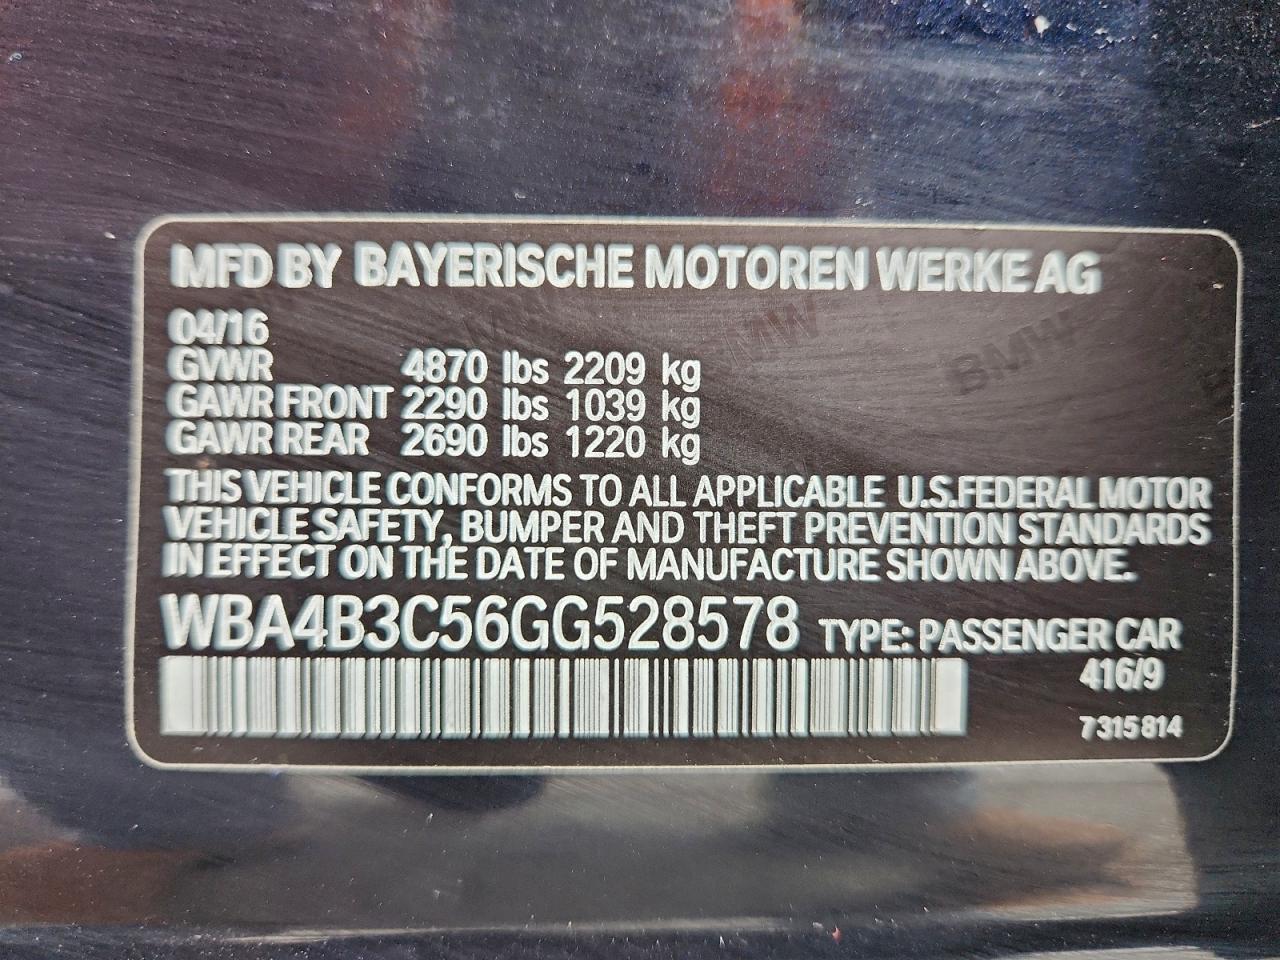 MFD BY BAYERISCHE MOTOREN WERKE AG
04/16
GVWR 4870 lbs 2209 kg
GAWR FRONT 2290 lbs 1039 kg
GAWR REAR 2690 lbs 1220 kg
THIS VEHICLE CONFORMS TO ALL APPLICABLE U.S.FEDERAL MOTOR
VEHICLE SAFETY, BUMPER AND THEFT PREVENTION STANDARDS
IN EFFECT ON THE DATE OF MANUFACTURE SHOWN ABOVE.
WBA4B3C56GG528578 TYPE: PASSENGER CAR
416/9
7315814
BMW
BMW